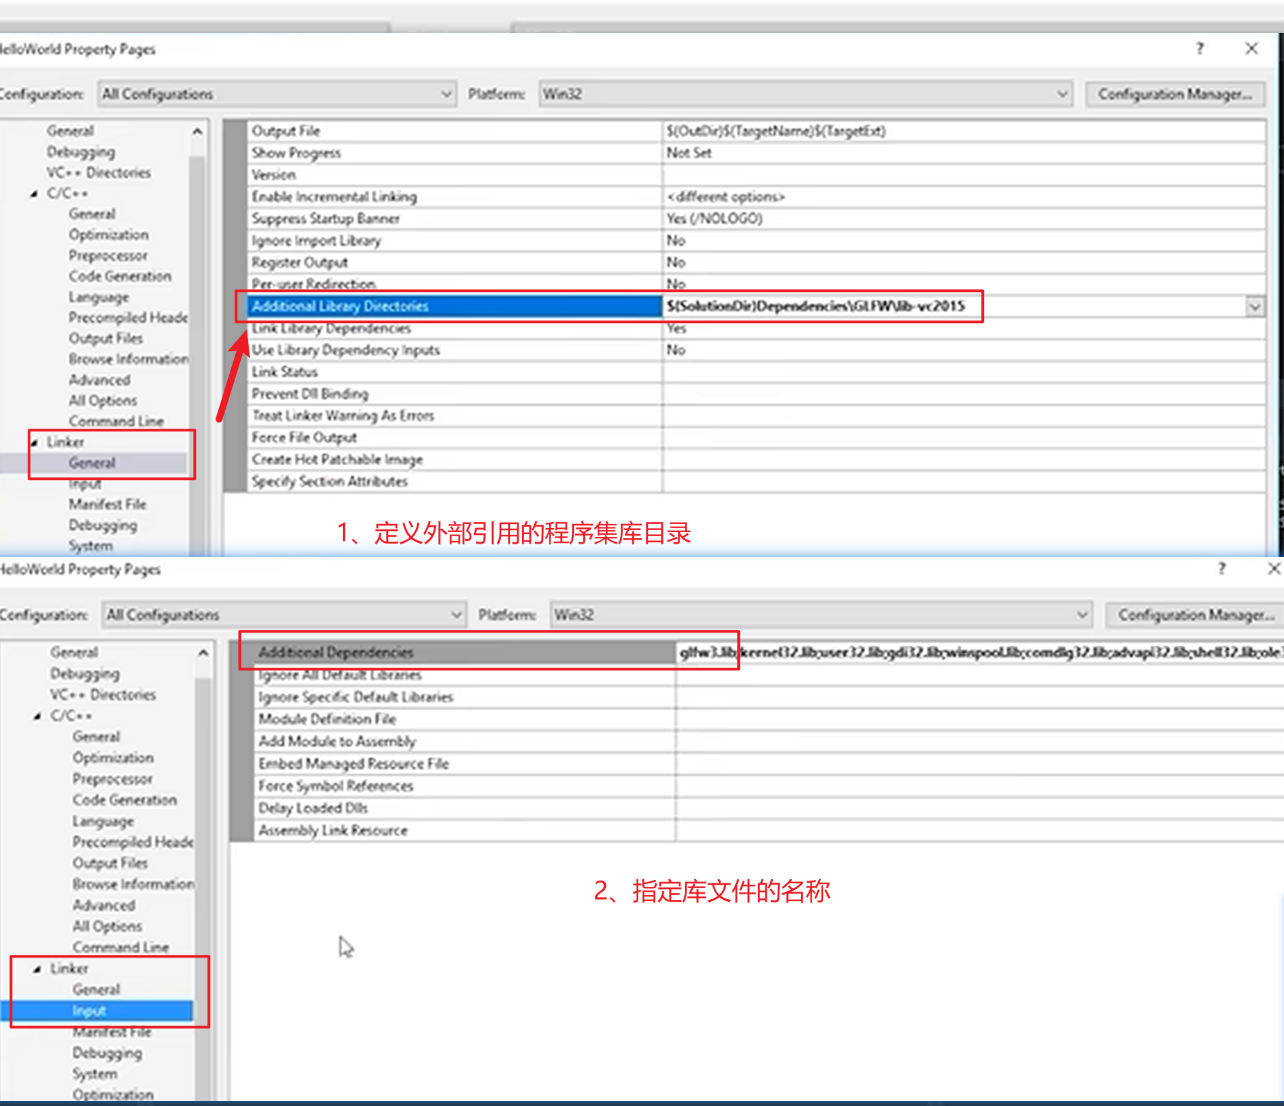 HelloWorld Property Pages ? ×
Configuration: All Configurations Platform: Win32 Configuration Manager...
General
Debugging
VC++ Directories
C/C++
General
Optimization
Preprocessor
Code Generation
Language
Precompiled Heade
Output Files
Browse Information
Advanced
All Options
Command Line
Linker
General
Input
Manifest File
Debugging
System
Output File $(OutDir)$(TargetName)$(TargetExt)
Show Progress Not Set
Version
Enable Incremental Linking <different options>
Suppress Startup Banner Yes (/NOLOGO)
Ignore Import Library No
Register Output No
Per-user Redirection No
Additional Library Directories $(SolutionDir)Dependencies\GLFW\lib-vc2015
Link Library Dependencies Yes
Use Library Dependency Inputs No
Link Status
Prevent Dll Binding
Treat Linker Warning As Errors
Force File Output
Create Hot Patchable Image
Specify Section Attributes
1、定义外部引用的程序集库目录
HelloWorld Property Pages ? ×
Configuration: All Configurations Platform: Win32 Configuration Manager...
General
Debugging
VC++ Directories
C/C++
General
Optimization
Preprocessor
Code Generation
Language
Precompiled Heade
Output Files
Browse Information
Advanced
All Options
Command Line
Linker
General
Input
Manifest File
Debugging
System
Optimization
Additional Dependencies glfw3.lib;kernel32.lib;user32.lib;gdi32.lib;winspool.lib;comdlg32.lib;advapi32.lib;shell32.lib;ole3
Ignore All Default Libraries
Ignore Specific Default Libraries
Module Definition File
Add Module to Assembly
Embed Managed Resource File
Force Symbol References
Delay Loaded Dlls
Assembly Link Resource
2、指定库文件的名称